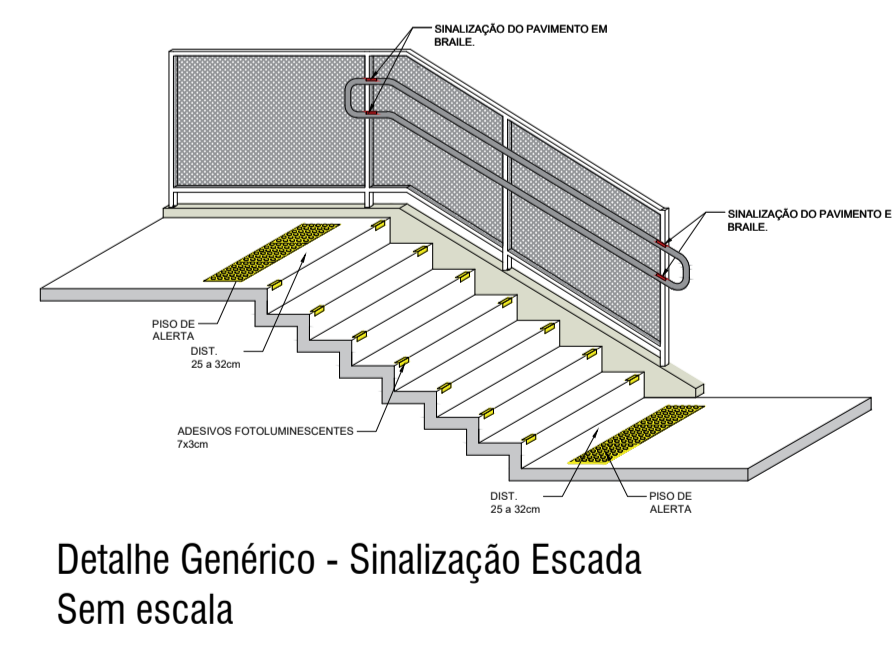 SINALIZAÇÃO DO PAVIMENTO EM
BRAILE.
SINALIZAÇÃO DO PAVIMENTO E
BRAILE.
PISO DE
ALERTA
DIST.
25 a 32cm
ADESIVOS FOTOLUMINESCENTES
7x3cm
DIST.
25 a 32cm
PISO DE
ALERTA
Detalhe Genérico - Sinalização Escada
Sem escala